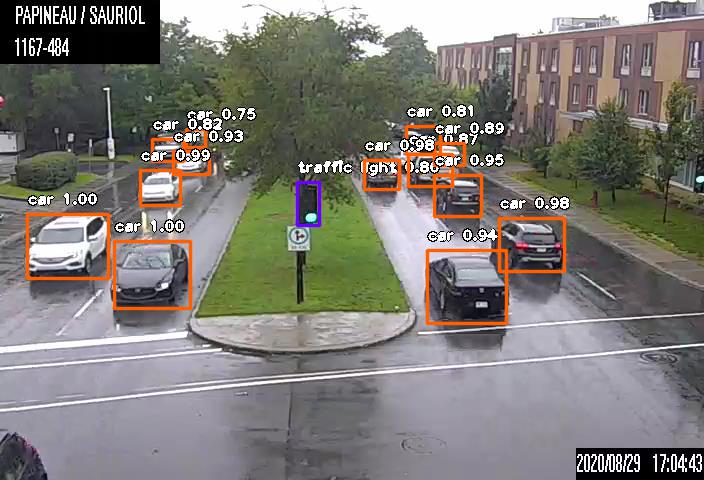 PAPINEAU / SAURIOL
1167-484
car 0.75
car 0.82
car 0.93
car 0.99
car 1.00
car 1.00
traffic light 0.80
car 0.81
car 0.89
0.87
car 0.98
car 0.95
car 0.98
car 0.94
2020/08/29 17:04:43